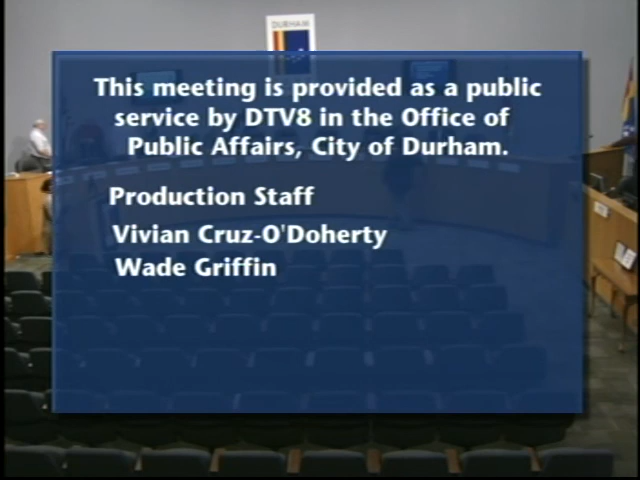 DURHAM
This meeting is provided as a public
service by DTV8 in the Office of
Public Affairs, City of Durham.
Production Staff
Vivian Cruz-O'Doherty
Wade Griffin